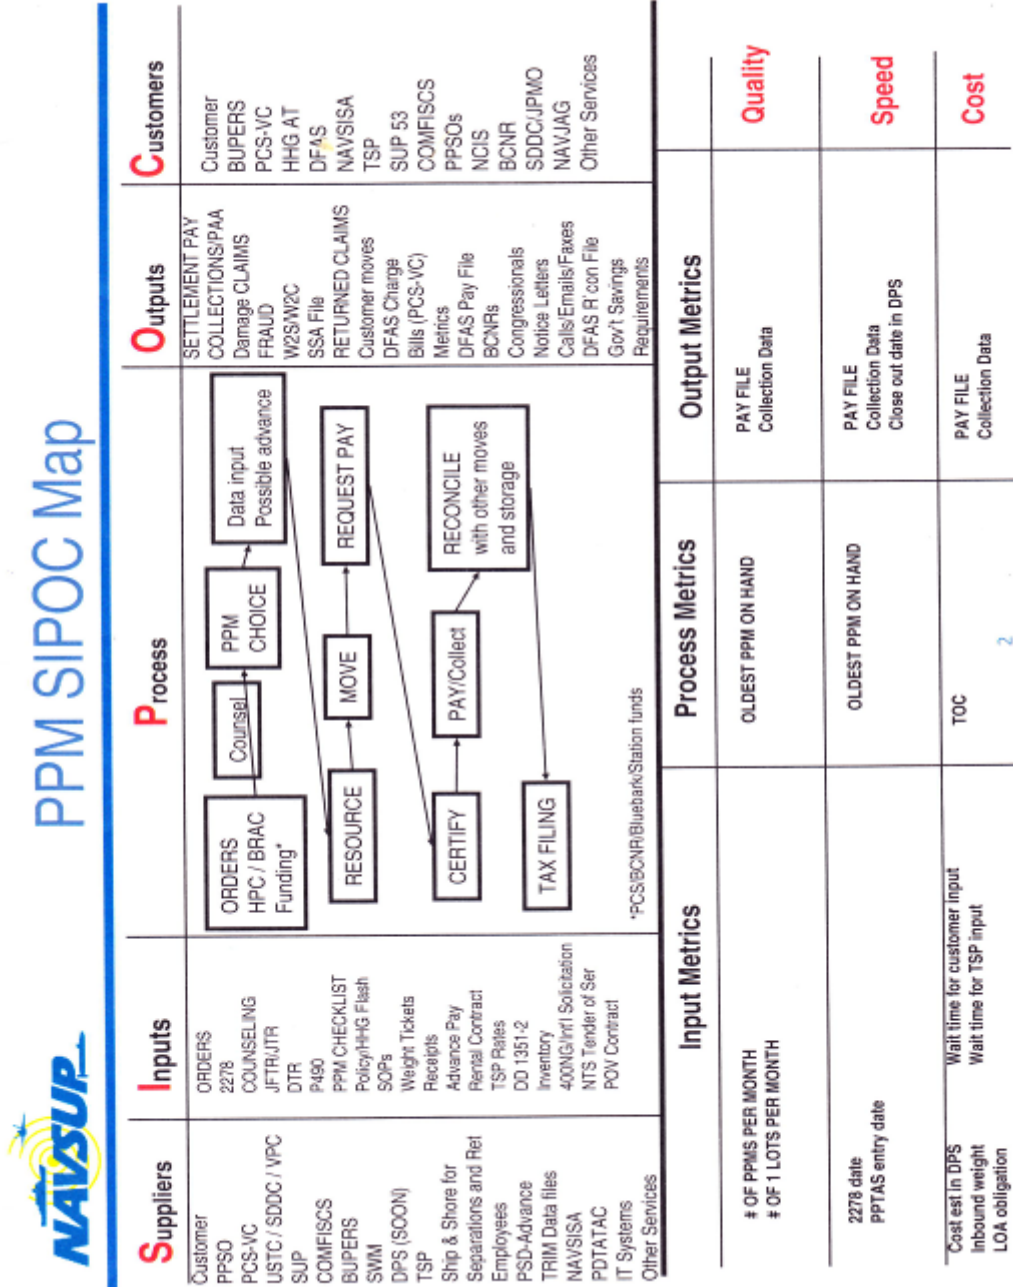 NAVSUP
PPM SIPOC Map
Suppliers
Customer
PPSO
PCS-VC
USTC / SDDC / VPC
SUP
COMFISCS
BUPERS
SWM
DPS (SOON)
TSP
Ship & Shore for
Separations and Ret
Employees
PSD-Advance
TRIM Data files
NAVSISA
PDTATAC
IT Systems
Other Services
Inputs
ORDERS
2278
COUNSELING
JFTR/JTR
DTR
P490
PPM CHECKLIST
Policy/HHG Flash
SOPs
Weight Tickets
Receipts
Advance Pay
Rental Contract
TSP Rates
DD 1351-2
Inventory
400NG/Int'l Solicitation
NTS Tender of Ser
POV Contract
Process
ORDERS
HPC / BRAC
Funding*
Counsel
PPM
CHOICE
Data input
Possible advance
RESOURCE
MOVE
REQUEST PAY
CERTIFY
PAY/Collect
RECONCILE
with other moves
and storage
TAX FILING
*PCS/BCNR/Bluebark/Station funds
Outputs
SETTLEMENT PAY
COLLECTIONS/PAA
Damage CLAIMS
FRAUD
W2S/W2C
SSA File
RETURNED CLAIMS
Customer moves
DFAS Charge
Bills (PCS-VC)
Metrics
DFAS Pay File
BCNRs
Congressionals
Notice Letters
Calls/Emails/Faxes
DFAS R'con File
Gov't Savings
Requirements
Customers
Customer
BUPERS
PCS-VC
HHG AT
DFAS
NAVSISA
TSP
SUP 53
COMFISCS
PPSOs
NCIS
BCNR
SDDC/JPMO
NAVJAG
Other Services
Input Metrics
Process Metrics
Output Metrics
# OF PPMS PER MONTH
# OF 1 LOTS PER MONTH
OLDEST PPM ON HAND
PAY FILE
Collection Data
Quality
2278 date
PPTAS entry date
OLDEST PPM ON HAND
PAY FILE
Collection Data
Close out date in DPS
Speed
Cost est in DPS
Inbound weight
LOA obligation
Wait time for customer input
Wait time for TSP input
TOC
PAY FILE
Collection Data
Cost
2